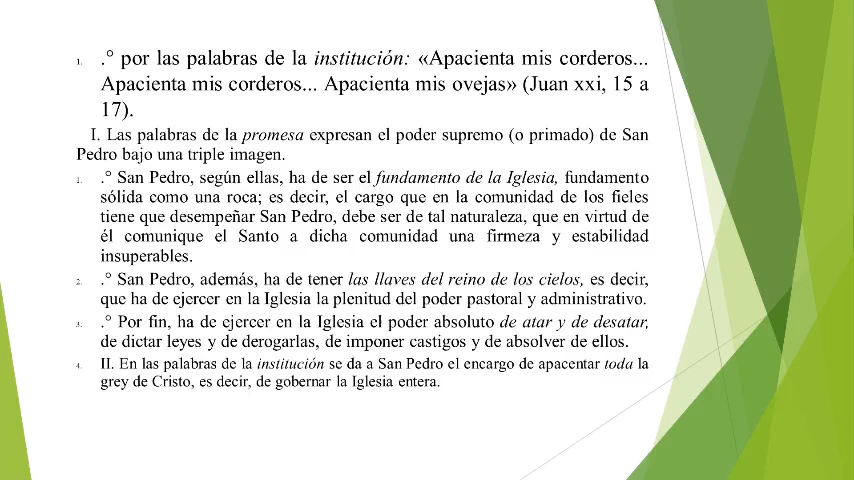 1. .° por las palabras de la institución: «Apacienta mis corderos...
Apacienta mis corderos... Apacienta mis ovejas» (Juan xxi, 15 a
17).
I. Las palabras de la promesa expresan el poder supremo (o primado) de San
Pedro bajo una triple imagen.
1. .° San Pedro, según ellas, ha de ser el fundamento de la Iglesia, fundamento
sólida como una roca; es decir, el cargo que en la comunidad de los fieles
tiene que desempeñar San Pedro, debe ser de tal naturaleza, que en virtud de
él comunique el Santo a dicha comunidad una firmeza y estabilidad
insuperables.
2. .° San Pedro, además, ha de tener las llaves del reino de los cielos, es decir,
que ha de ejercer en la Iglesia la plenitud del poder pastoral y administrativo.
3. .° Por fin, ha de ejercer en la Iglesia el poder absoluto de atar y de desatar,
de dictar leyes y de derogarlas, de imponer castigos y de absolver de ellos.
4. II. En las palabras de la institución se da a San Pedro el encargo de apacentar toda la
grey de Cristo, es decir, de gobernar la Iglesia entera.